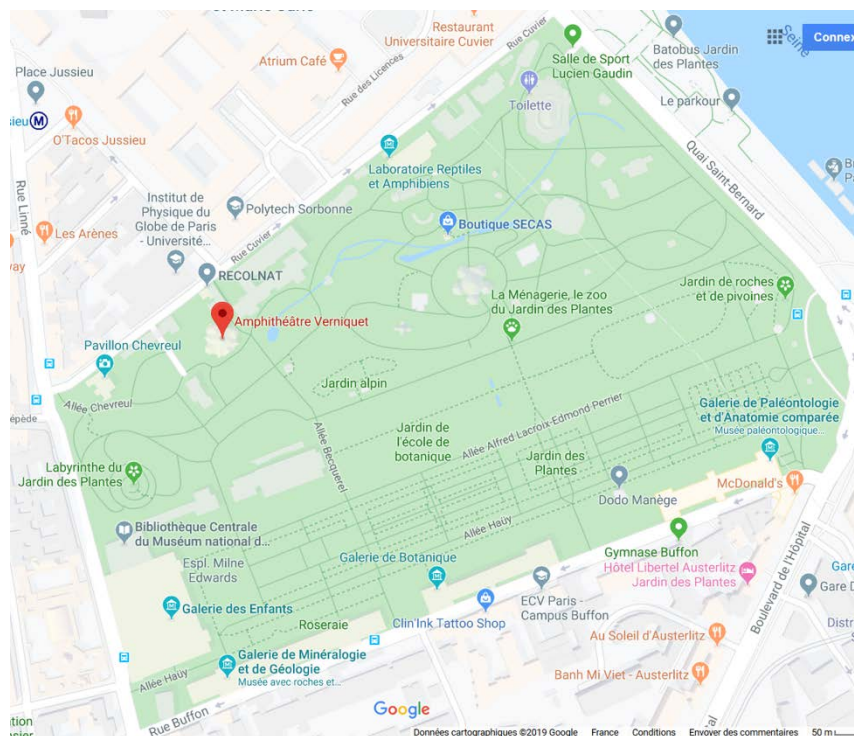 Restaurant
Universitaire Cuvier
Rue Cuvier
Salle de Sport
Lucien Gaudin
Batobus Jardin
des Plantes
Seine
Connex
Atrium Café
Place Jussieu
Rue des Licences
Toilette
Le parkour
O'Tacos Jussieu
M
Laboratoire Reptiles
et Amphibiens
Quai Saint-Bernard
Rue Linné
Institut de
Physique du
Globe de Paris
- Université...
Polytech Sorbonne
Les Arènes
Boutique SECAS
Rue Cuvier
RECOLNAT
La Ménagerie, le zoo
du Jardin des Plantes
Jardin de roches
et de pivoines
Amphithéâtre Verniquet
Pavillon Chevreul
Jardin alpin
Allée Chevreul
Galerie de Paléontologie
et d'Anatomie comparée
Musée paléontologique...
Jardin de
l'école de
botanique
Allée Alfred Lacroix-Edmond Perrier
Allée Becquerel
Jardin des
Plantes
Labyrinthe du
Jardin des Plantes
Dodo Manège
McDonald's
Bibliothèque Centrale
du Muséum national d...
Allée Haüy
Gymnase Buffon
Galerie de Botanique
Espl. Milne
Edwards
Hôtel Libertel Austerlitz
Jardin des Plantes
Boulevard de l'Hôpital
Gare D
Galerie des Enfants
ECV Paris -
Campus Buffon
Clin'Ink Tattoo Shop
Roseraie
Au Soleil d'Austerlitz
Galerie de Minéralogie
et de Géologie
Musée avec roches et...
Allée Haüy
Banh Mi Viet - Austerlitz
Rue Buffon
Google
Données cartographiques ©2019 Google France Conditions Envoyer des commentaires 50 m